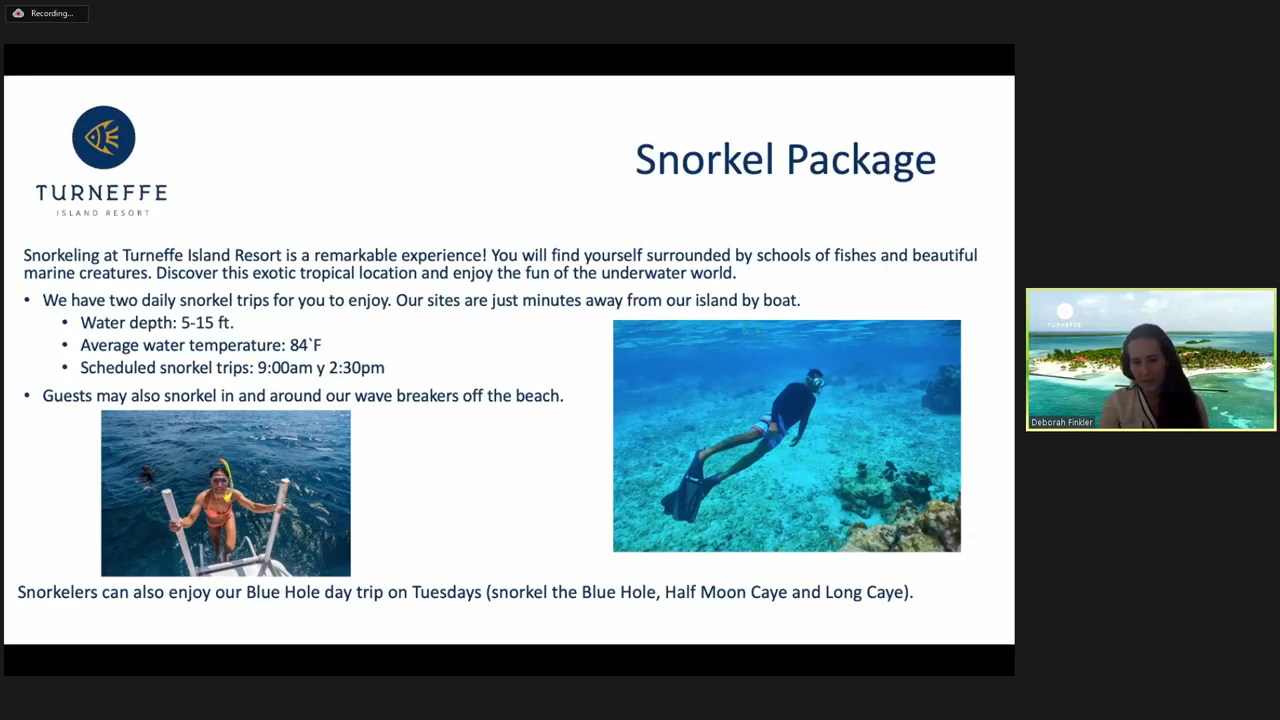 Recording...
TURNEFFE
ISLAND RESORT
Snorkel Package
Snorkeling at Turneffe Island Resort is a remarkable experience! You will find yourself surrounded by schools of fishes and beautiful
marine creatures. Discover this exotic tropical location and enjoy the fun of the underwater world.
• We have two daily snorkel trips for you to enjoy. Our sites are just minutes away from our island by boat.
• Water depth: 5-15 ft.
• Average water temperature: 84`F
• Scheduled snorkel trips: 9:00am y 2:30pm
• Guests may also snorkel in and around our wave breakers off the beach.
Snorkelers can also enjoy our Blue Hole day trip on Tuesdays (snorkel the Blue Hole, Half Moon Caye and Long Caye).
TURNEFFE
Deborah Finkler